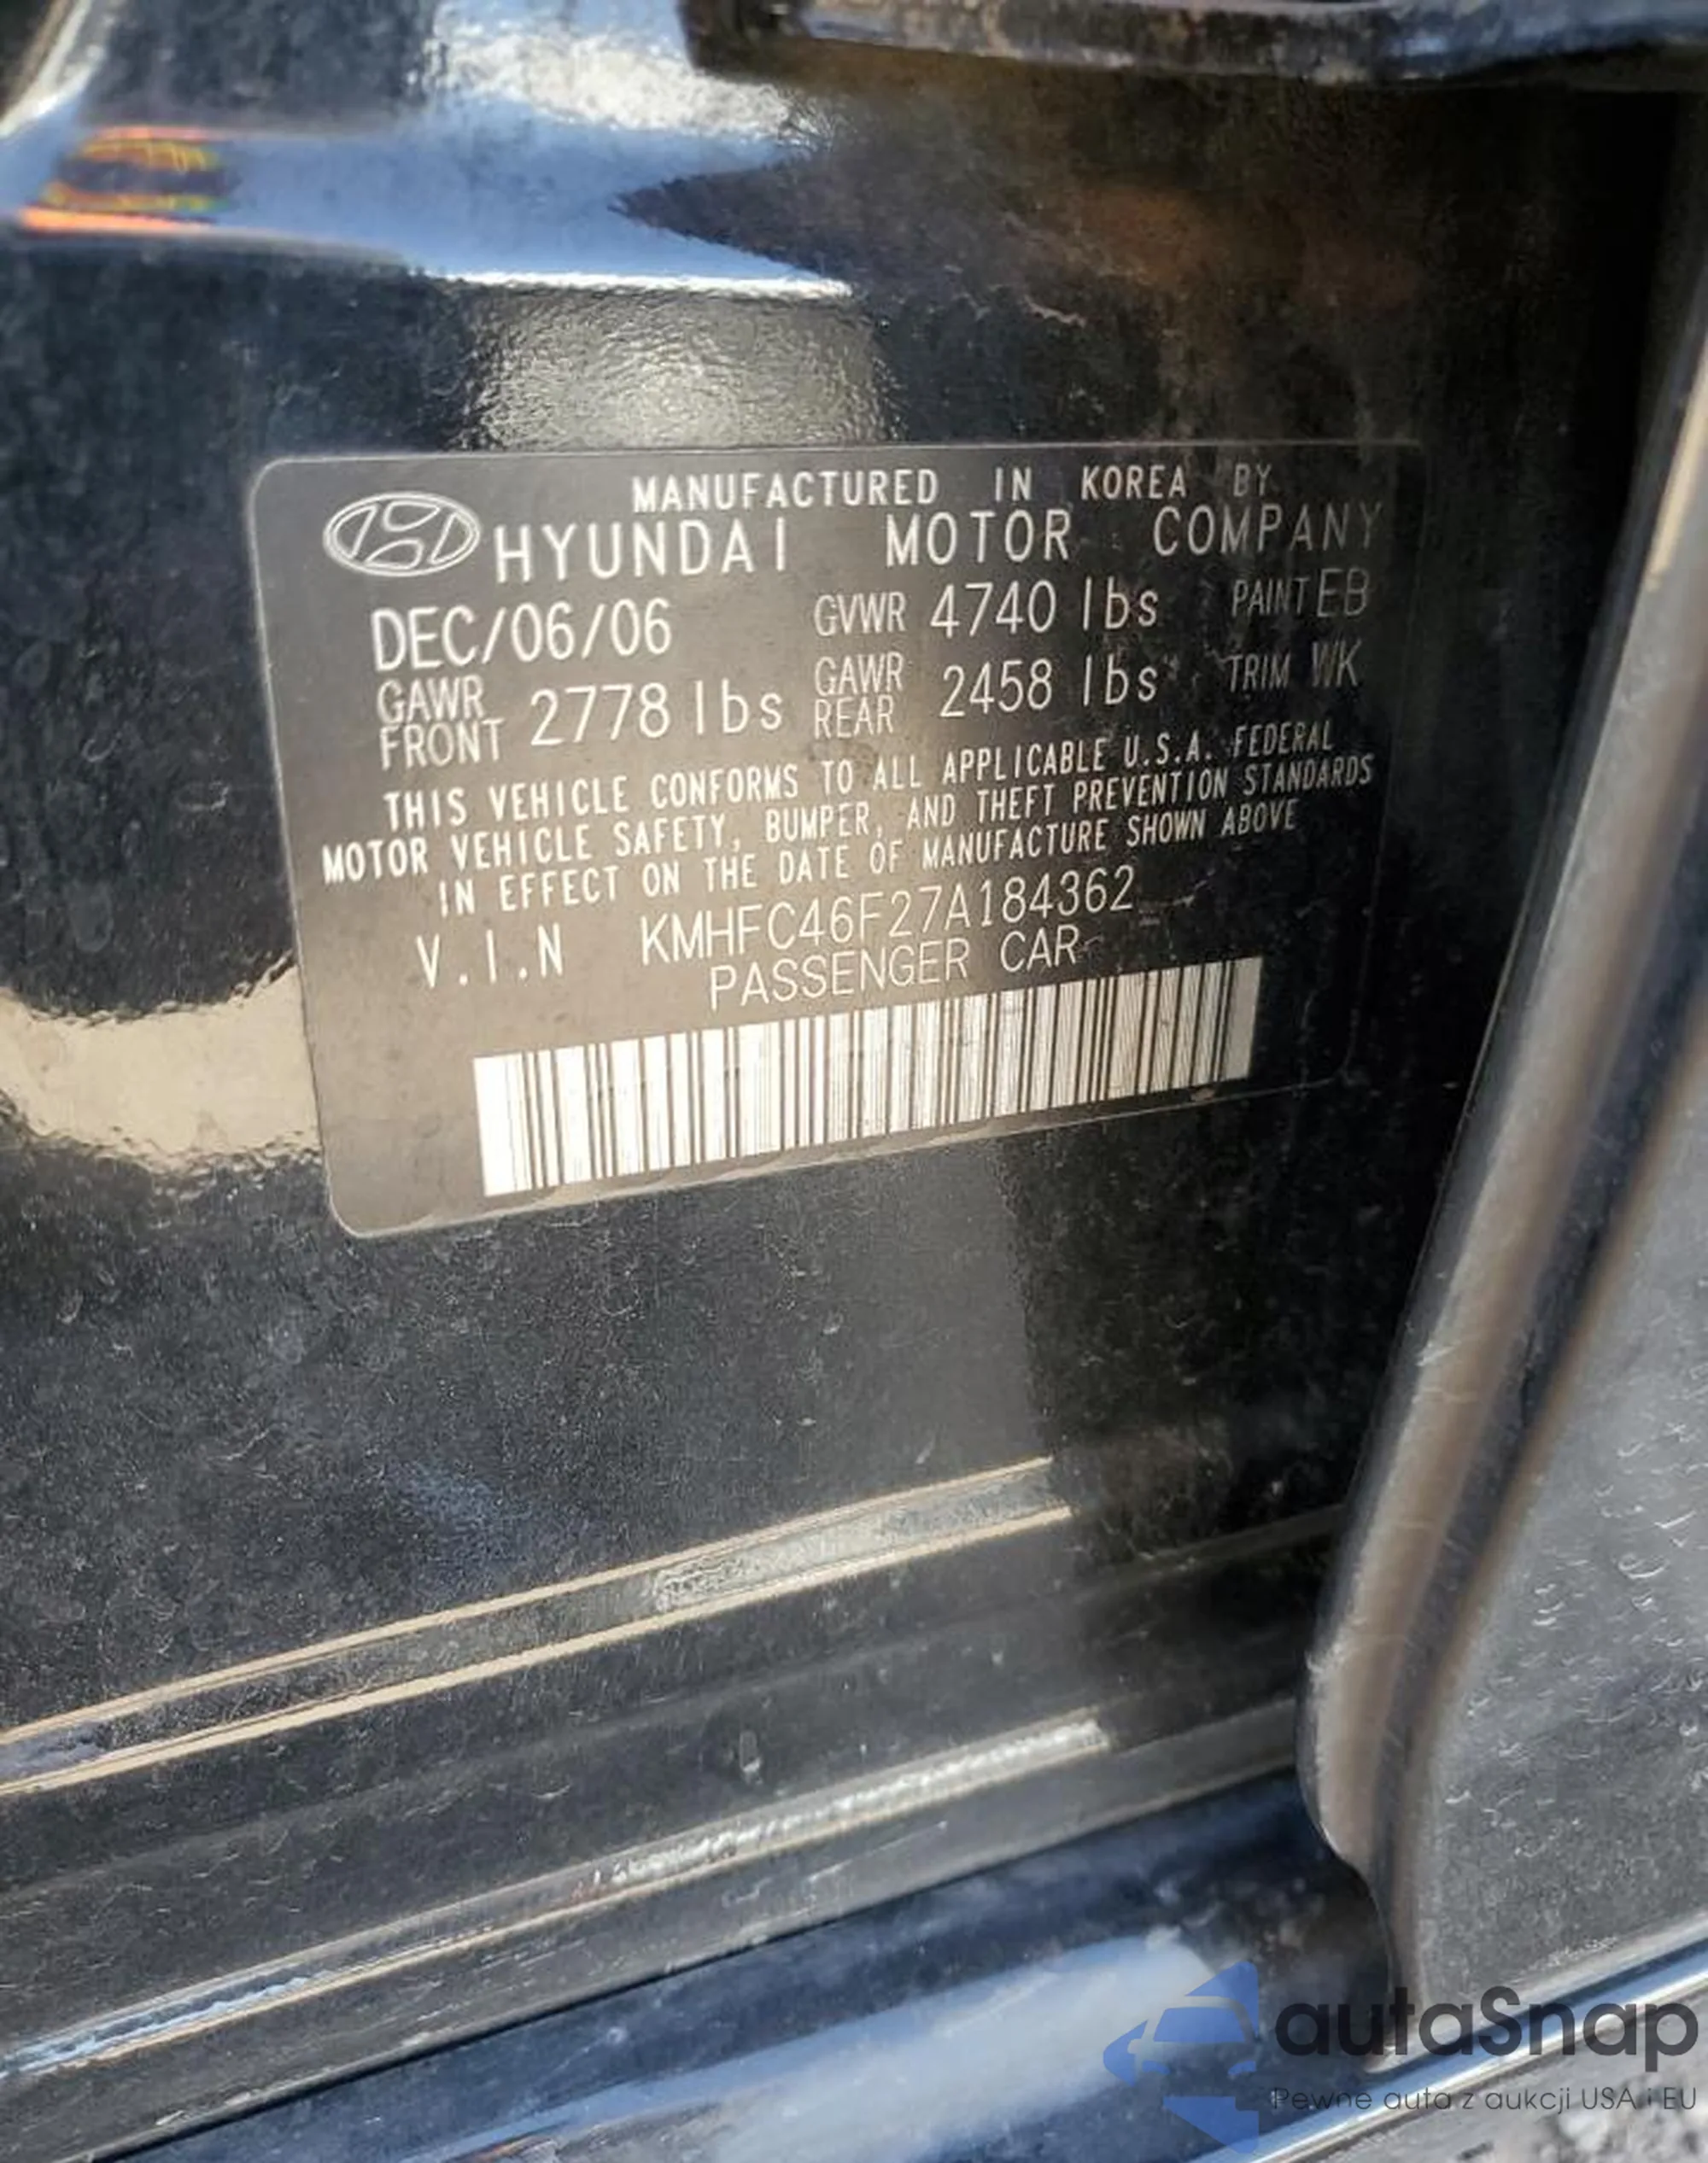 MANUFACTURED IN KOREA BY
HYUNDAI MOTOR COMPANY
DEC/06/06 GVWR 4740 lbs PAINT EB
GAWR FRONT 2778 lbs GAWR REAR 2458 lbs TRIM WK
THIS VEHICLE CONFORMS TO ALL APPLICABLE U.S.A. FEDERAL
MOTOR VEHICLE SAFETY, BUMPER, AND THEFT PREVENTION STANDARDS
IN EFFECT ON THE DATE OF MANUFACTURE SHOWN ABOVE
V.I.N KMHFC46F27A184362
PASSENGER CAR
autaSnap
Pewne auta z aukcji USA i EU